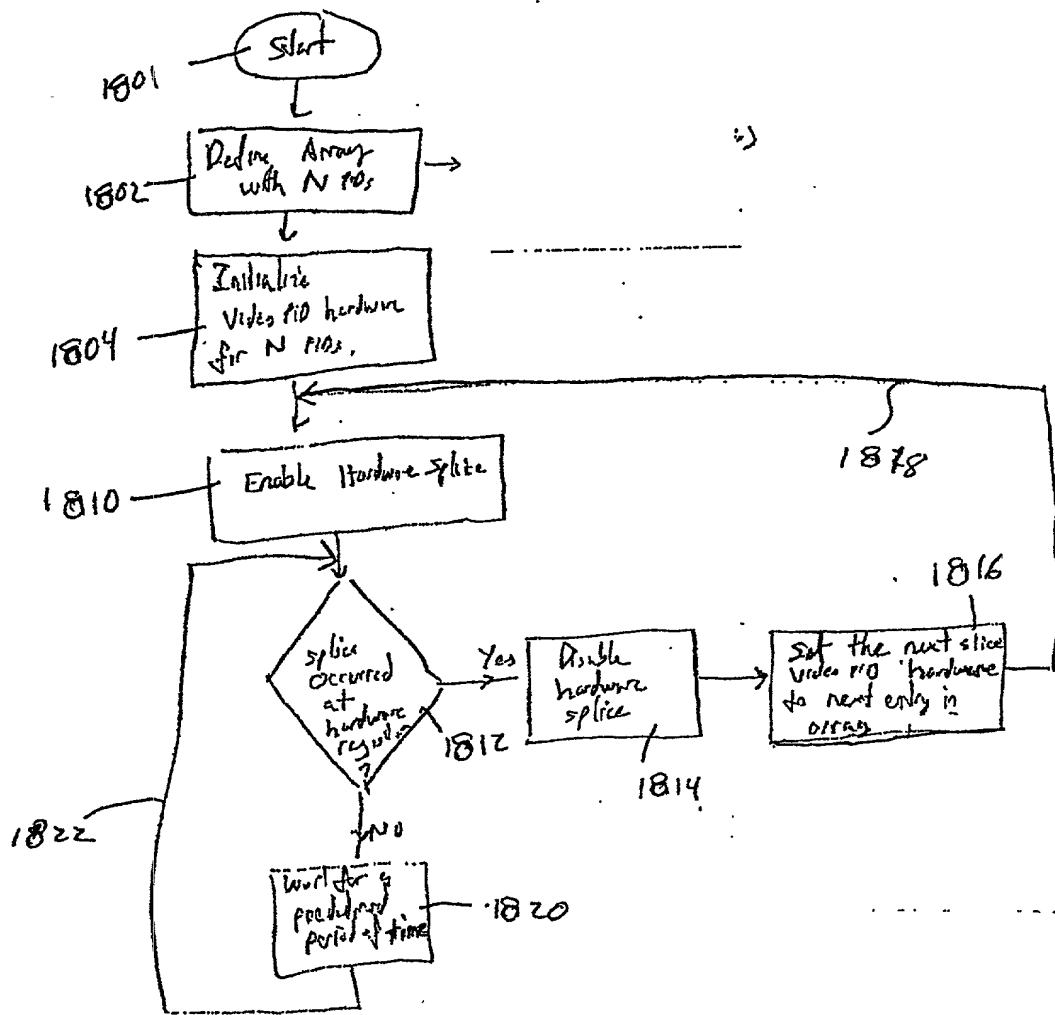 Start
1801
Define Array
with N PIDs
1802
Initialize
Video PID hardware
for N PIDs.
1804
1878
Enable Hardware Splice
1810
1816
splice
occurred
at
hardware
?
1812
Yes
Disable
hardware
splice
1814
Set the next slice
video PID hardware
to next entry in
array
1822
NO
Wait for a
period of time
1820